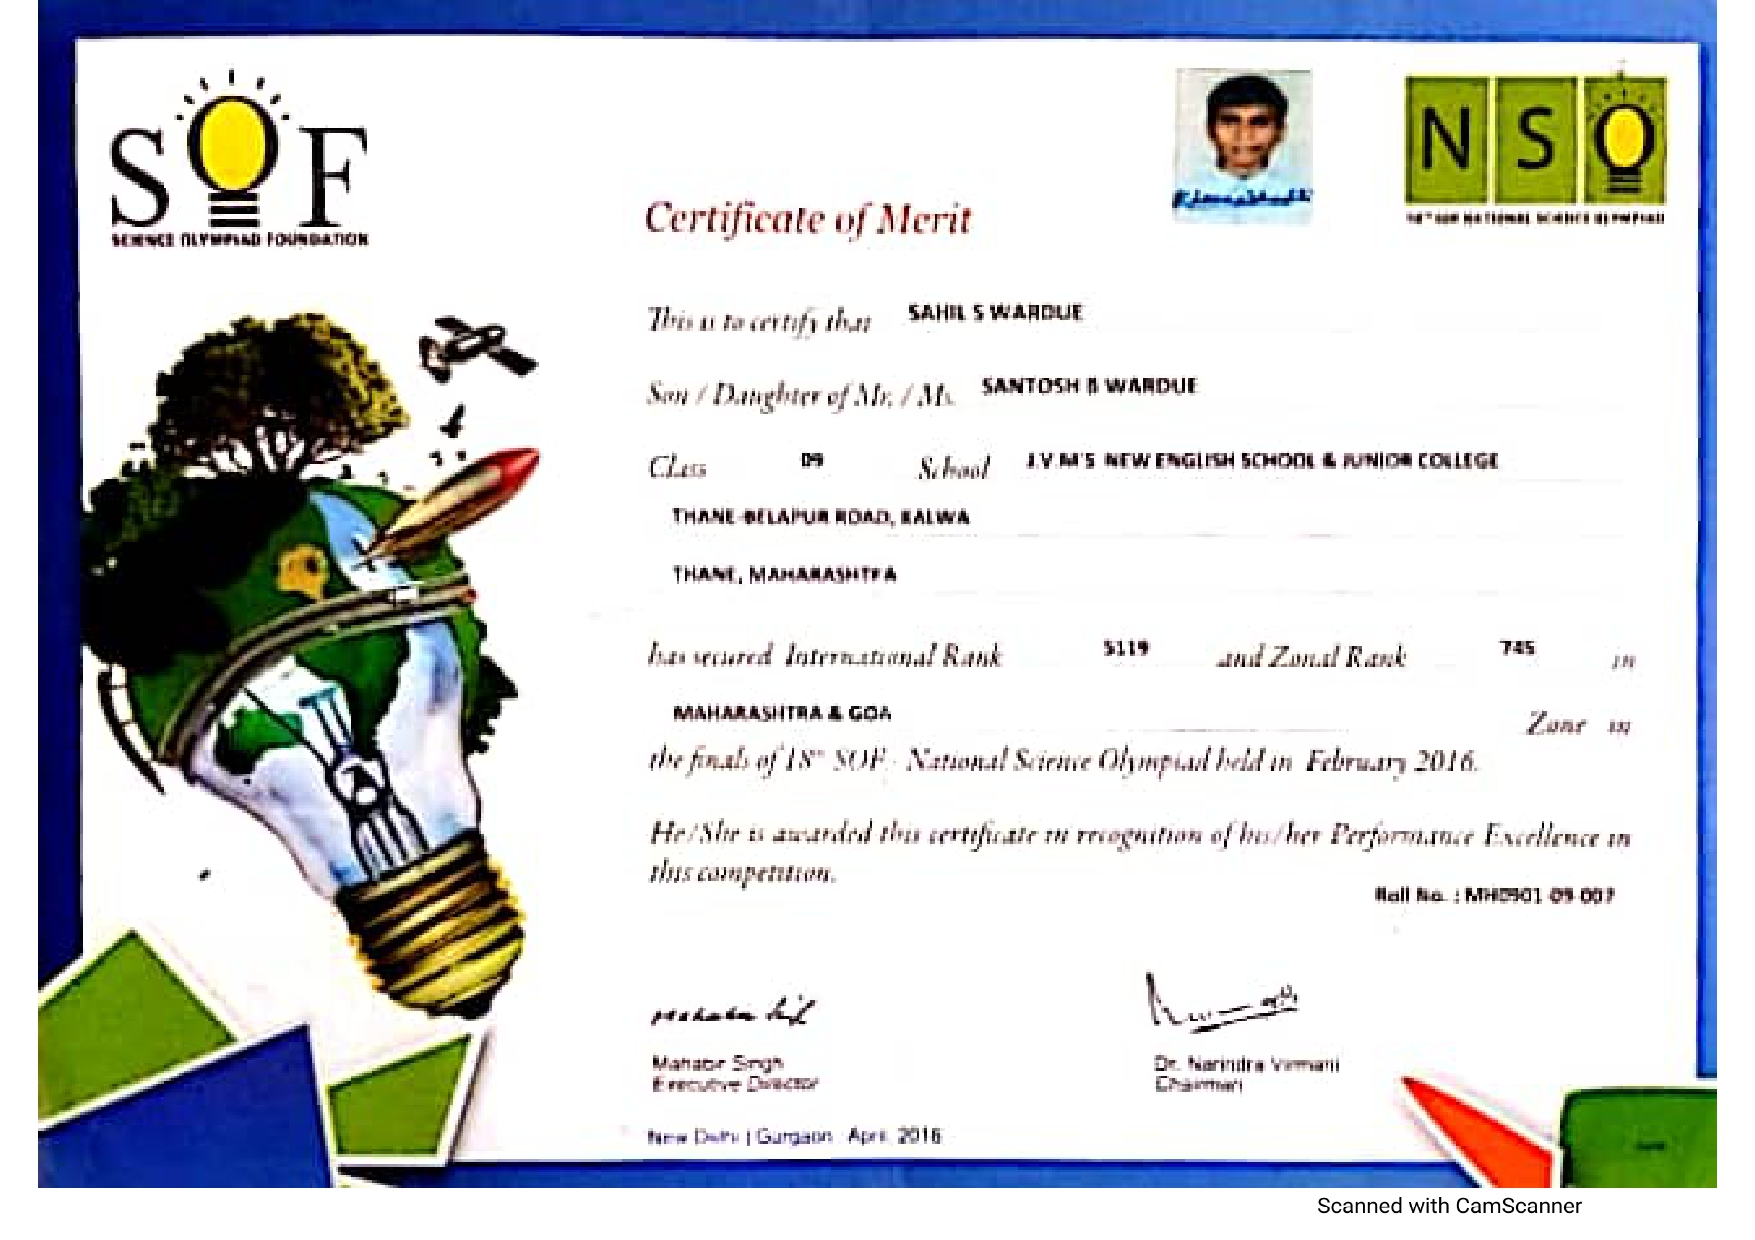 SOF
SCIENCE OLYMPIAD FOUNDATION
NSO
18th SOF NATIONAL SCIENCE OLYMPIAD
Certificate of Merit
This is to certify that SAHIL S WARDUE
Son / Daughter of Mr. / Ms. SANTOSH B WARDUE
Class 09 School J.V.M'S NEW ENGLISH SCHOOL & JUNIOR COLLEGE
THANE-BELAPUR ROAD, KALWA
THANE, MAHARASHTRA
has secured International Rank 5119 and Zonal Rank 745 in
MAHARASHTRA & GOA Zone in
the finals of 18th SOF - National Science Olympiad held in February 2016.
He/She is awarded this certificate in recognition of his/her Performance Excellence in
this competition.
Roll No. : MH0901-09-007
Mahabir Singh
Executive Director
Dr. Narindra Virmani
Chairman
New Delhi | Gurgaon April, 2016
Scanned with CamScanner